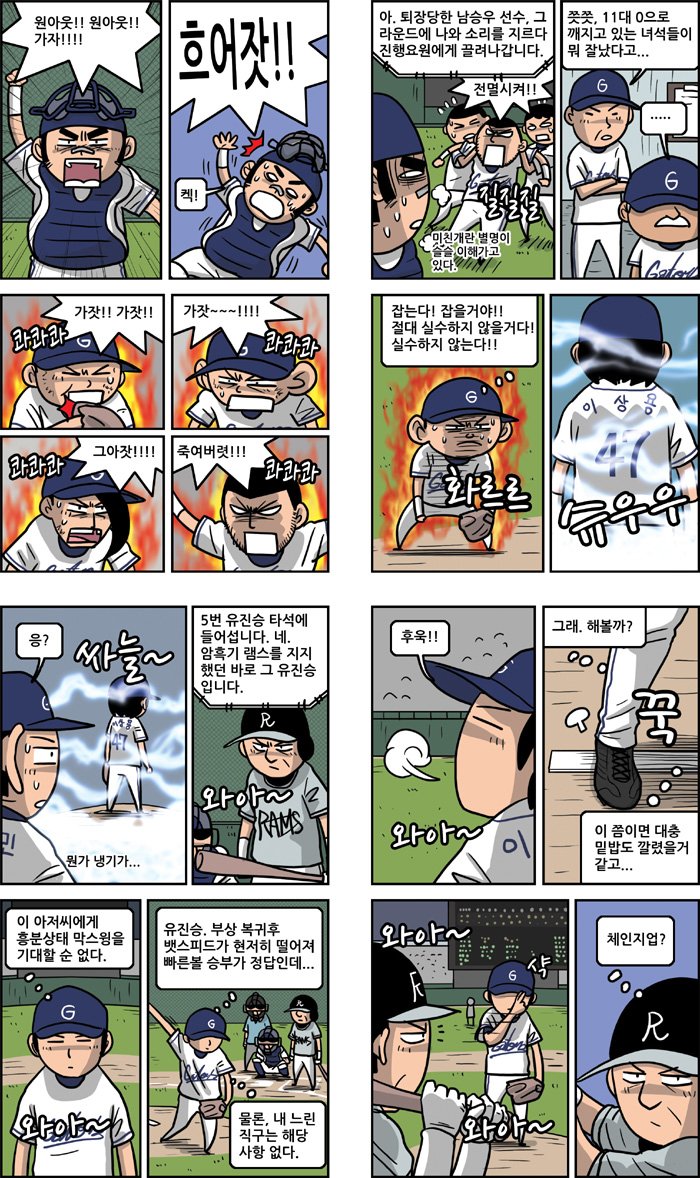 원아웃!! 원아웃!!
가자!!!!
흐어잣!!
켁!
가잣!! 가잣!!
콰콰콰
가잣~~~!!!!
콰콰콰
그아잣!!!!
콰콰콰
죽여버렷!!!
콰콰콰
아. 퇴장당한 남승우 선수, 그
라운드에 나와 소리를 지르다
진행요원에게 끌려나갑니다.
전멸시켜!!
질질질
미친개란 별명이
슬슬 이해가고
있다.
쯧쯧, 11대 0으로
깨지고 있는 녀석들이
뭐 잘났다고...
.....
G
G
Gators
잡는다! 잡을거야!!
절대 실수하지 않을거다!
실수하지 않는다!!
G
화르르
G
이상용
47
슈우우
응?
G
민
싸늘~
이상용
47
뭔가 냉기가...
5번 유진승 타석에
들어섭니다. 네.
암흑기 램스를 지지
했던 바로 그 유진승
입니다.
R
RAMS
와아~
후욱!!
이
와아~
그래. 해볼까?
꾹
이 쯤이면 대충
밑밥도 깔렸을거
같고...
이 아저씨에게
흥분상태 막스윙을
기대할 순 없다.
G
와아~
유진승. 부상 복귀후
뱃스피드가 현저히 떨어져
빠른볼 승부가 정답인데...
G
Gators
RAMS
물론, 내 느린
직구는 해당
사항 없다.
와아~
R
G
샥
Gators
와아~
체인지업?
R